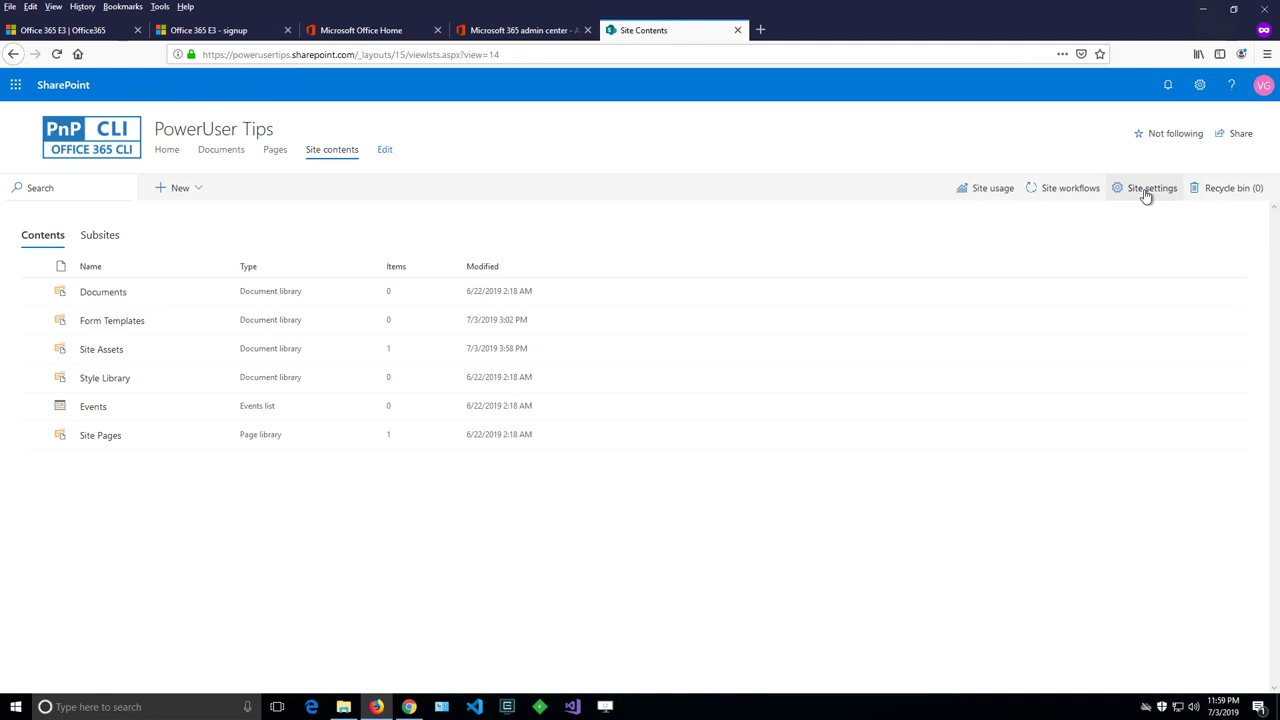 File Edit View History Bookmarks Tools Help
Office 365 E3 | Office365
Office 365 E3 - signup
Microsoft Office Home
Microsoft 365 admin center - A
Site Contents
https://powerusertips.sharepoint.com/_layouts/15/viewlsts.aspx?view=14
SharePoint
VG
PnP CLI
OFFICE 365 CLI
PowerUser Tips
Home Documents Pages Site contents Edit
Not following Share
Search
New
Site usage Site workflows Site settings Recycle bin (0)
Contents Subsites
Name Type Items Modified
Documents Document library 0 6/22/2019 2:18 AM
Form Templates Document library 0 7/3/2019 3:02 PM
Site Assets Document library 1 7/3/2019 3:58 PM
Style Library Document library 0 6/22/2019 2:18 AM
Events Events list 0 6/22/2019 2:18 AM
Site Pages Page library 1 6/22/2019 2:18 AM
Type here to search
11:59 PM
7/3/2019
1